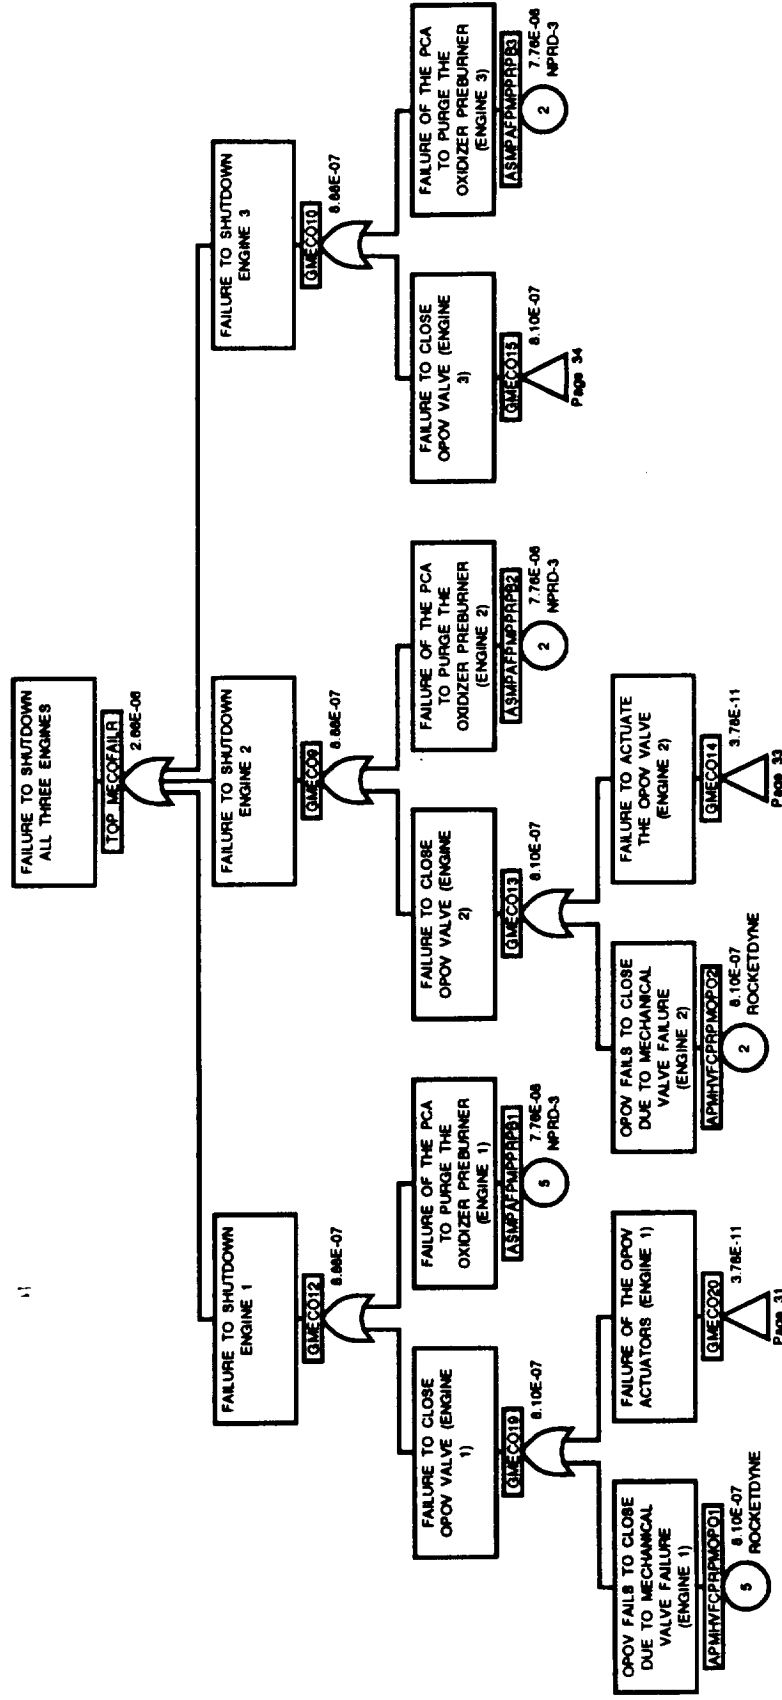 FAILURE TO SHUTDOWN
ALL THREE ENGINES
TOP MECOFAILR
2.66E-06
FAILURE TO SHUTDOWN
ENGINE 1
GMECO12
8.88E-07
FAILURE TO SHUTDOWN
ENGINE 2
GMECO9
8.88E-07
FAILURE TO SHUTDOWN
ENGINE 3
GMECO10
8.88E-07
FAILURE TO CLOSE
OPOV VALVE (ENGINE
1)
GMECO19
8.10E-07
FAILURE OF THE PCA
TO PURGE THE
OXIDIZER PREBURNER
(ENGINE 1)
ASMPAFPMPPRPB1
7.76E-08
NPRD-3
5
FAILURE TO CLOSE
OPOV VALVE (ENGINE
2)
GMECO13
8.10E-07
FAILURE OF THE PCA
TO PURGE THE
OXIDIZER PREBURNER
(ENGINE 2)
ASMPAFPMPPRPB2
7.76E-08
NPRD-3
2
FAILURE TO CLOSE
OPOV VALVE (ENGINE
3)
GMECO15
8.10E-07
Page 34
FAILURE OF THE PCA
TO PURGE THE
OXIDIZER PREBURNER
(ENGINE 3)
ASMPAFPMPPRPB3
7.76E-08
NPRD-3
2
OPOV FAILS TO CLOSE
DUE TO MECHANICAL
VALVE FAILURE
(ENGINE 1)
APMHVFCPRPMOPO1
8.10E-07
ROCKETDYNE
5
FAILURE OF THE OPOV
ACTUATORS (ENGINE 1)
GMECO20
3.78E-11
Page 31
OPOV FAILS TO CLOSE
DUE TO MECHANICAL
VALVE FAILURE
(ENGINE 2)
APMHVFCPRPMOPO2
8.10E-07
ROCKETDYNE
2
FAILURE TO ACTUATE
THE OPOV VALVE
(ENGINE 2)
GMECO14
3.78E-11
Page 33